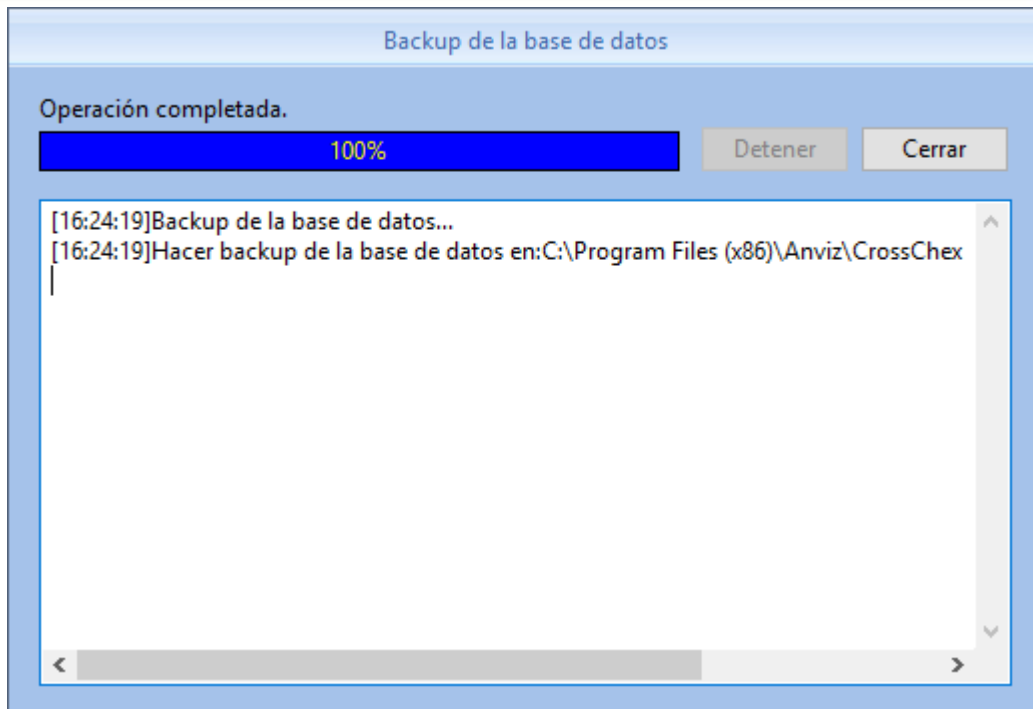 Backup de la base de datos
Operación completada.
100%
Detener
Cerrar
[16:24:19]Backup de la base de datos...
[16:24:19]Hacer backup de la base de datos en:C:\Program Files (x86)\Anviz\CrossChex